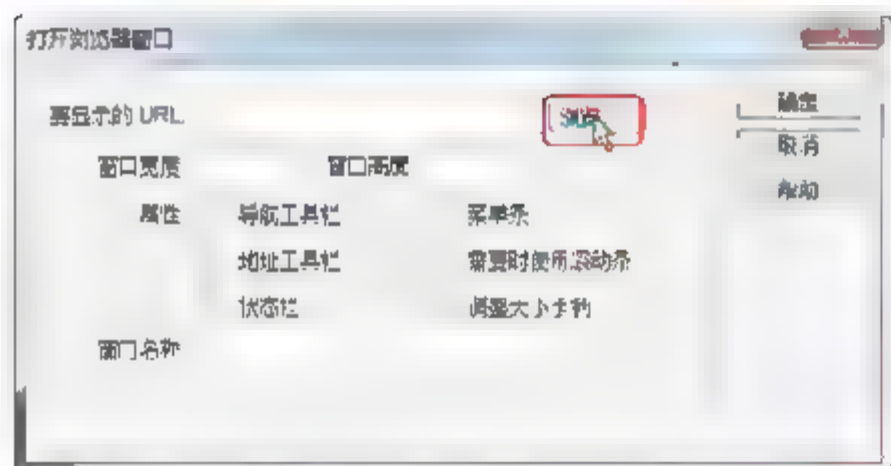 打开浏览器窗口
要显示的 URL 浏览 确定
取消
窗口宽度 窗口高度
帮助
属性 导航工具栏 菜单条
地址工具栏 需要时使用滚动条
状态栏 调整大小手柄
窗口名称